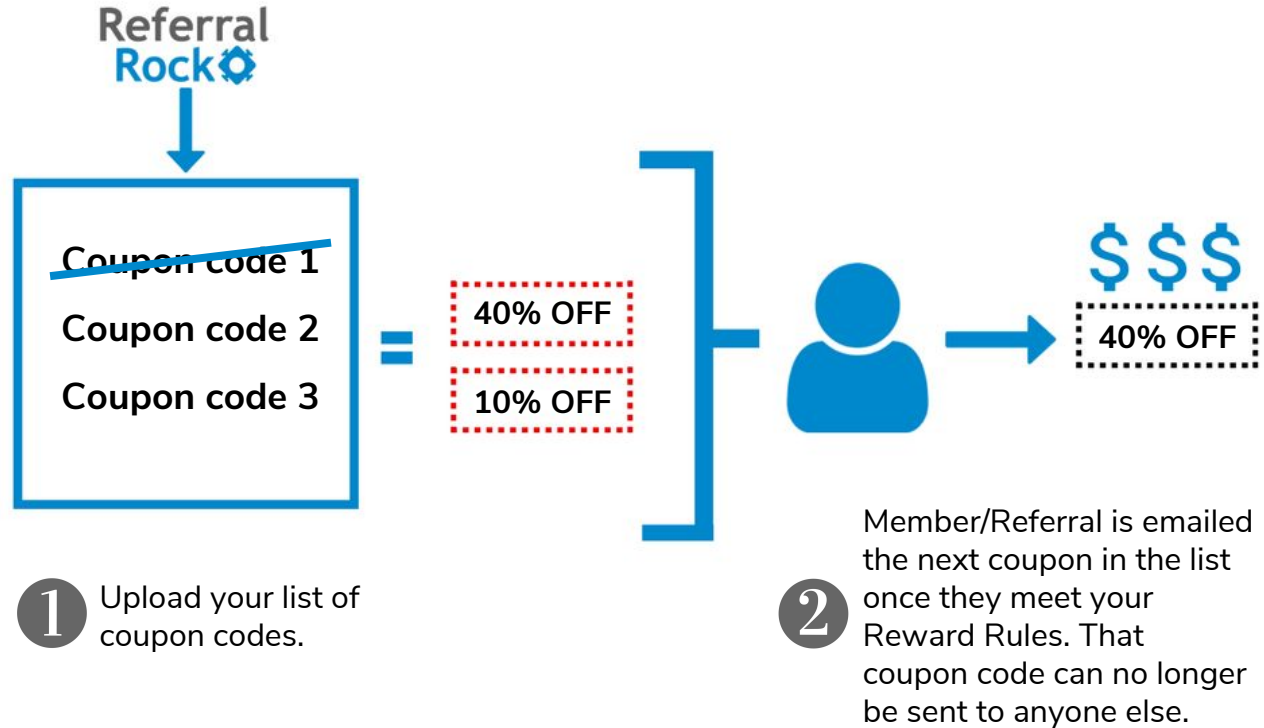 Referral
Rock
Coupon code 1
Coupon code 2
Coupon code 3
=
40% OFF
10% OFF
$$$
40% OFF
1 Upload your list of
coupon codes.
2 Member/Referral is emailed
the next coupon in the list
once they meet your
Reward Rules. That
coupon code can no longer
be sent to anyone else.